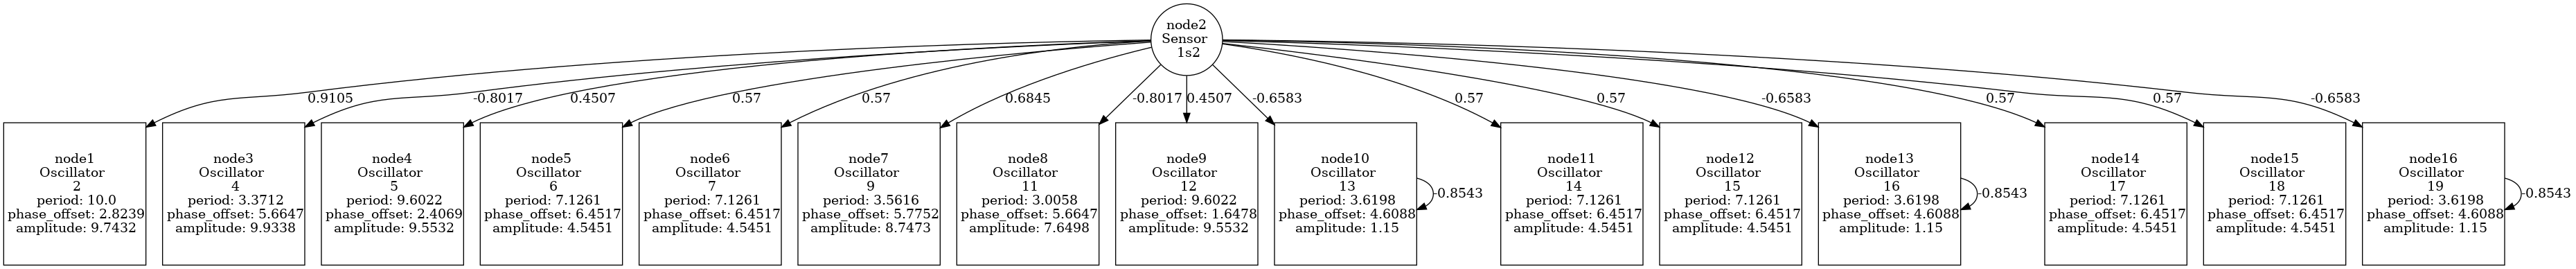 node2
Sensor
1s2
0.9105
-0.8017
0.4507
0.57
0.57
0.6845
-0.8017
0.4507
-0.6583
0.57
0.57
-0.6583
0.57
0.57
-0.6583
node1
Oscillator
2
period: 10.0
phase_offset: 2.8239
amplitude: 9.7432
node3
Oscillator
4
period: 3.3712
phase_offset: 5.6647
amplitude: 9.9338
node4
Oscillator
5
period: 9.6022
phase_offset: 2.4069
amplitude: 9.5532
node5
Oscillator
6
period: 7.1261
phase_offset: 6.4517
amplitude: 4.5451
node6
Oscillator
7
period: 7.1261
phase_offset: 6.4517
amplitude: 4.5451
node7
Oscillator
9
period: 3.5616
phase_offset: 5.7752
amplitude: 8.7473
node8
Oscillator
11
period: 3.0058
phase_offset: 5.6647
amplitude: 7.6498
node9
Oscillator
12
period: 9.6022
phase_offset: 1.6478
amplitude: 9.5532
node10
Oscillator
13
period: 3.6198
phase_offset: 4.6088
amplitude: 1.15
-0.8543
node11
Oscillator
14
period: 7.1261
phase_offset: 6.4517
amplitude: 4.5451
node12
Oscillator
15
period: 7.1261
phase_offset: 6.4517
amplitude: 4.5451
node13
Oscillator
16
period: 3.6198
phase_offset: 4.6088
amplitude: 1.15
-0.8543
node14
Oscillator
17
period: 7.1261
phase_offset: 6.4517
amplitude: 4.5451
node15
Oscillator
18
period: 7.1261
phase_offset: 6.4517
amplitude: 4.5451
node16
Oscillator
19
period: 3.6198
phase_offset: 4.6088
amplitude: 1.15
-0.8543